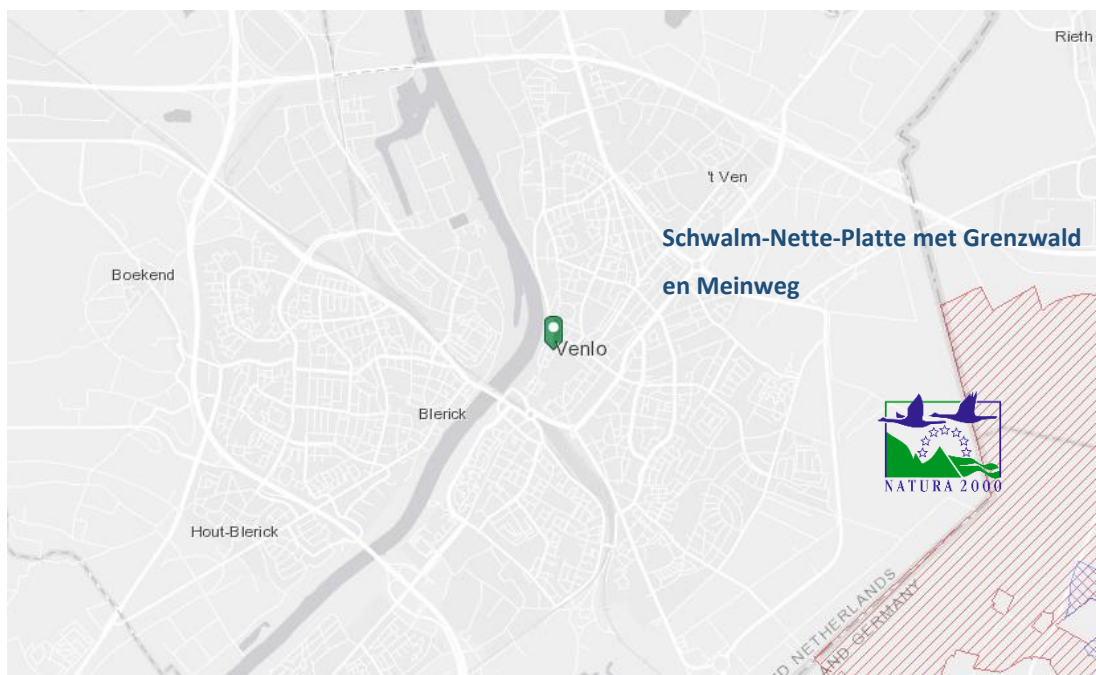 Rieth
't Ven
Schwalm-Nette-Platte met Grenzwald
en Meinweg
Boekend
Venlo
Blerick
NATURA 2000
Hout-Blerick
D NETHERLANDS
AND GERMANY